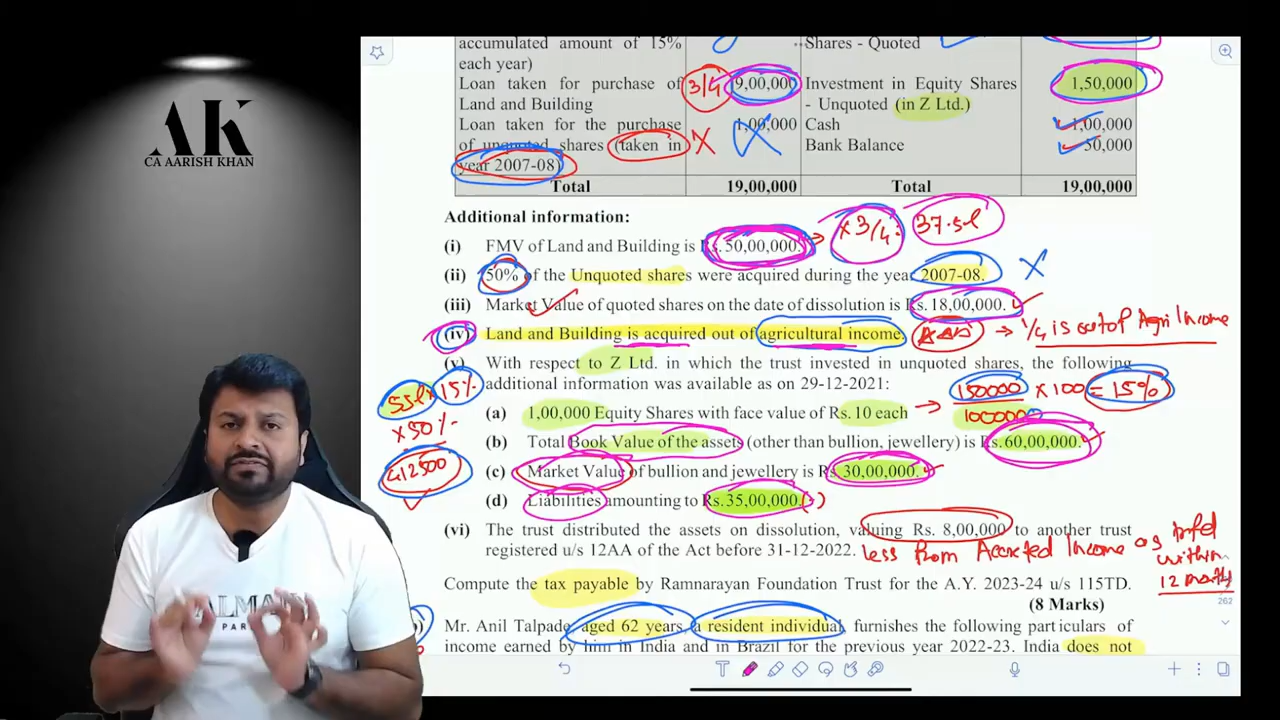 AK
CA AARISH KHAN
accumulated amount of 15%
each year)
Shares - Quoted
Loan taken for purchase of
Land and Building
3/4
9,00,000
Investment in Equity Shares
- Unquoted (in Z Ltd.)
1,50,000
Loan taken for the purchase
of unquoted shares (taken in
year 2007-08)
X
1,00,000
Cash
1,00,000
Bank Balance
50,000
Total 19,00,000 Total 19,00,000
Additional information:
(i) FMV of Land and Building is Rs. 50,00,000. → x 3/4 = 37.5l
(ii) 50% of the Unquoted shares were acquired during the year 2007-08. X
(iii) Market Value of quoted shares on the date of dissolution is Rs. 18,00,000.
(iv) Land and Building is acquired out of agricultural income. → 1/4 is out of Agri Income
(v) With respect to Z Ltd. in which the trust invested in unquoted shares, the following
additional information was available as on 29-12-2021:
150000 x 100 = 15%
1000000
55l x 15%
x 50%
412500
(a) 1,00,000 Equity Shares with face value of Rs. 10 each →
(b) Total Book Value of the assets (other than bullion, jewellery) is Rs. 60,00,000.
(c) Market Value of bullion and jewellery is Rs. 30,00,000.
(d) Liabilities amounting to Rs. 35,00,000. (-)
(vi) The trust distributed the assets on dissolution, valuing Rs. 8,00,000 to another trust
registered u/s 12AA of the Act before 31-12-2022.
less from Accreted Income as trfd
within
12 months
Compute the tax payable by Ramnarayan Foundation Trust for the A.Y. 2023-24 u/s 115TD.
(8 Marks)
262
Mr. Anil Talpade, aged 62 years, a resident individual, furnishes the following particulars of
income earned by him in India and in Brazil for the previous year 2022-23. India does not